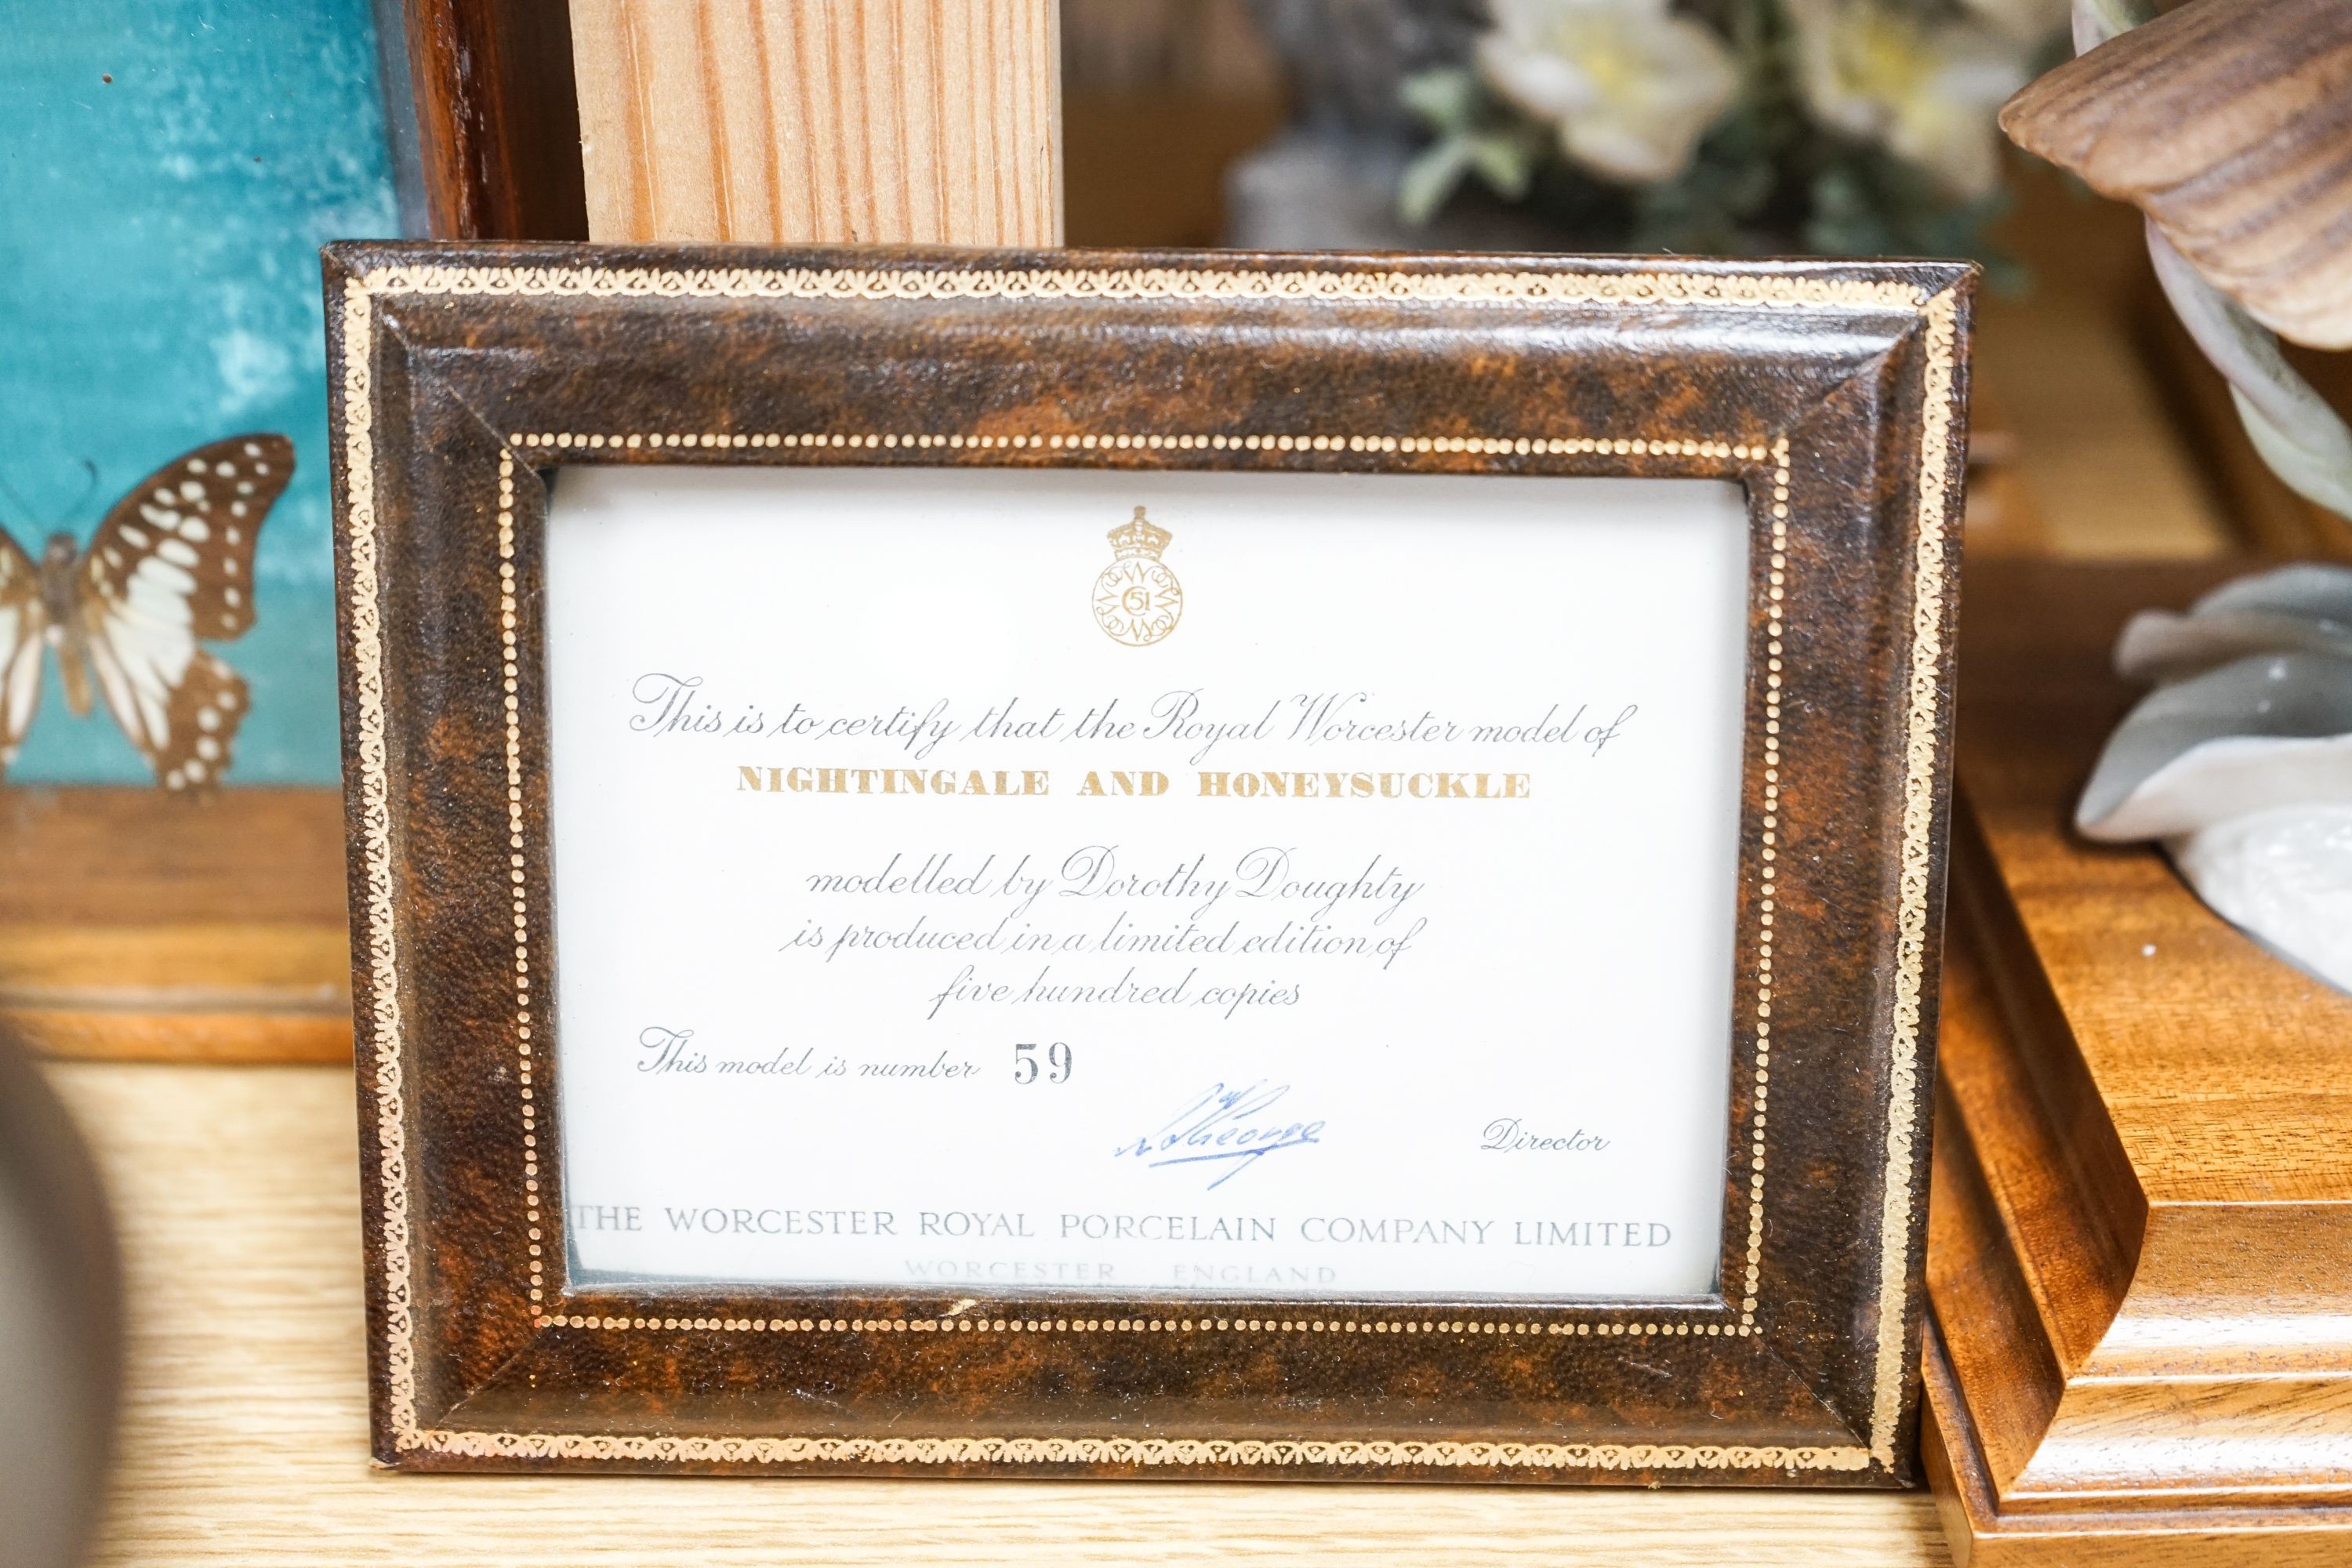 51
This is to certify that the Royal Worcester model of
NIGHTINGALE AND HONEYSUCKLE
modelled by Dorothy Doughty
is produced in a limited edition of
five hundred copies
This model is number 59
Director
THE WORCESTER ROYAL PORCELAIN COMPANY LIMITED
WORCESTER ENGLAND